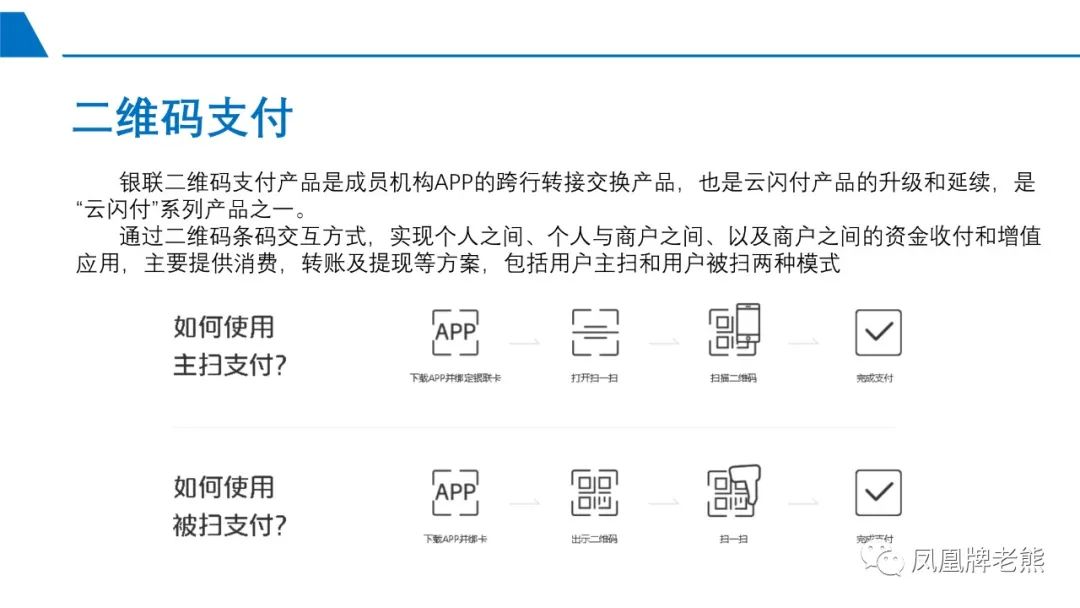 二维码支付
银联二维码支付产品是成员机构APP的跨行转接交换产品，也是云闪付产品的升级和延续，是
“云闪付”系列产品之一。
通过二维码条码交互方式，实现个人之间、个人与商户之间、以及商户之间的资金收付和增值
应用，主要提供消费，转账及提现等方案，包括用户主扫和用户被扫两种模式
如何使用
主扫支付？
APP
下载APP并绑定银联卡
打开扫一扫
扫描二维码
完成支付
如何使用
被扫支付？
APP
下载APP并绑卡
出示二维码
扫一扫
完成支付
凤凰牌老熊